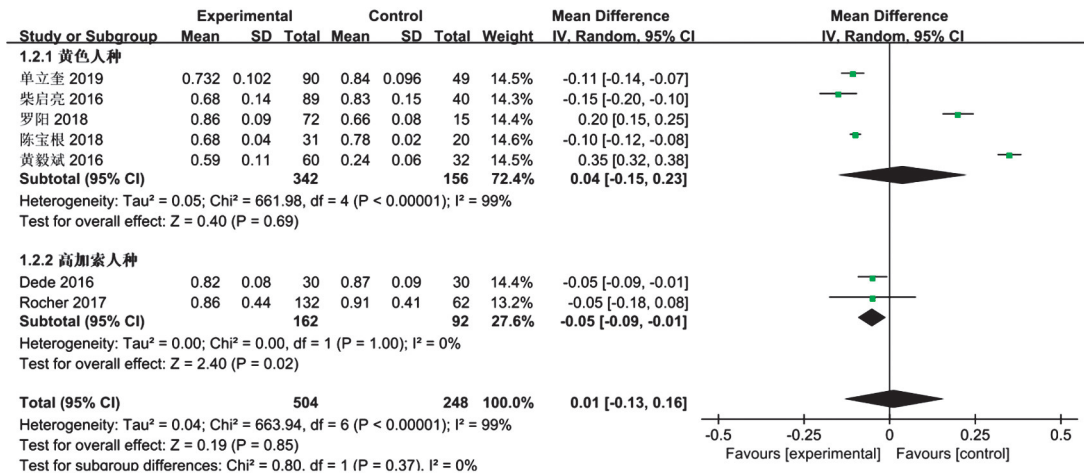 Experimental Control Mean Difference Mean Difference
Study or Subgroup Mean SD Total Mean SD Total Weight IV, Random, 95% CI IV, Random, 95% CI
1.2.1 黄色人种
单立奎 2019 0.732 0.102 90 0.84 0.096 49 14.5% -0.11 [-0.14, -0.07]
柴启亮 2016 0.68 0.14 89 0.83 0.15 40 14.3% -0.15 [-0.20, -0.10]
罗阳 2018 0.86 0.09 72 0.66 0.08 15 14.5% 0.20 [0.15, 0.25]
陈宝根 2018 0.68 0.04 31 0.78 0.02 20 14.6% -0.10 [-0.12, -0.08]
黄毅斌 2016 0.59 0.11 60 0.24 0.06 32 14.5% 0.35 [0.32, 0.38]
Subtotal (95% CI) 342 156 72.4% 0.04 [-0.15, 0.23]
Heterogeneity: Tau² = 0.05; Chi² = 661.98, df = 4 (P < 0.00001); I² = 99%
Test for overall effect: Z = 0.40 (P = 0.69)
1.2.2 高加索人种
Dede 2016 0.82 0.08 30 0.87 0.09 30 14.4% -0.05 [-0.09, -0.01]
Rocher 2017 0.86 0.44 132 0.91 0.41 62 13.2% -0.05 [-0.18, 0.08]
Subtotal (95% CI) 162 92 27.6% -0.05 [-0.09, -0.01]
Heterogeneity: Tau² = 0.00; Chi² = 0.00, df = 1 (P = 1.00); I² = 0%
Test for overall effect: Z = 2.40 (P = 0.02)
Total (95% CI) 504 248 100.0% 0.01 [-0.13, 0.16]
Heterogeneity: Tau² = 0.04; Chi² = 663.94, df = 6 (P < 0.00001); I² = 99%
Test for overall effect: Z = 0.19 (P = 0.85)
Test for subgroup differences: Chi² = 0.80, df = 1 (P = 0.37), I² = 0%
-0.5 -0.25 0 0.25 0.5
Favours [experimental] Favours [control]